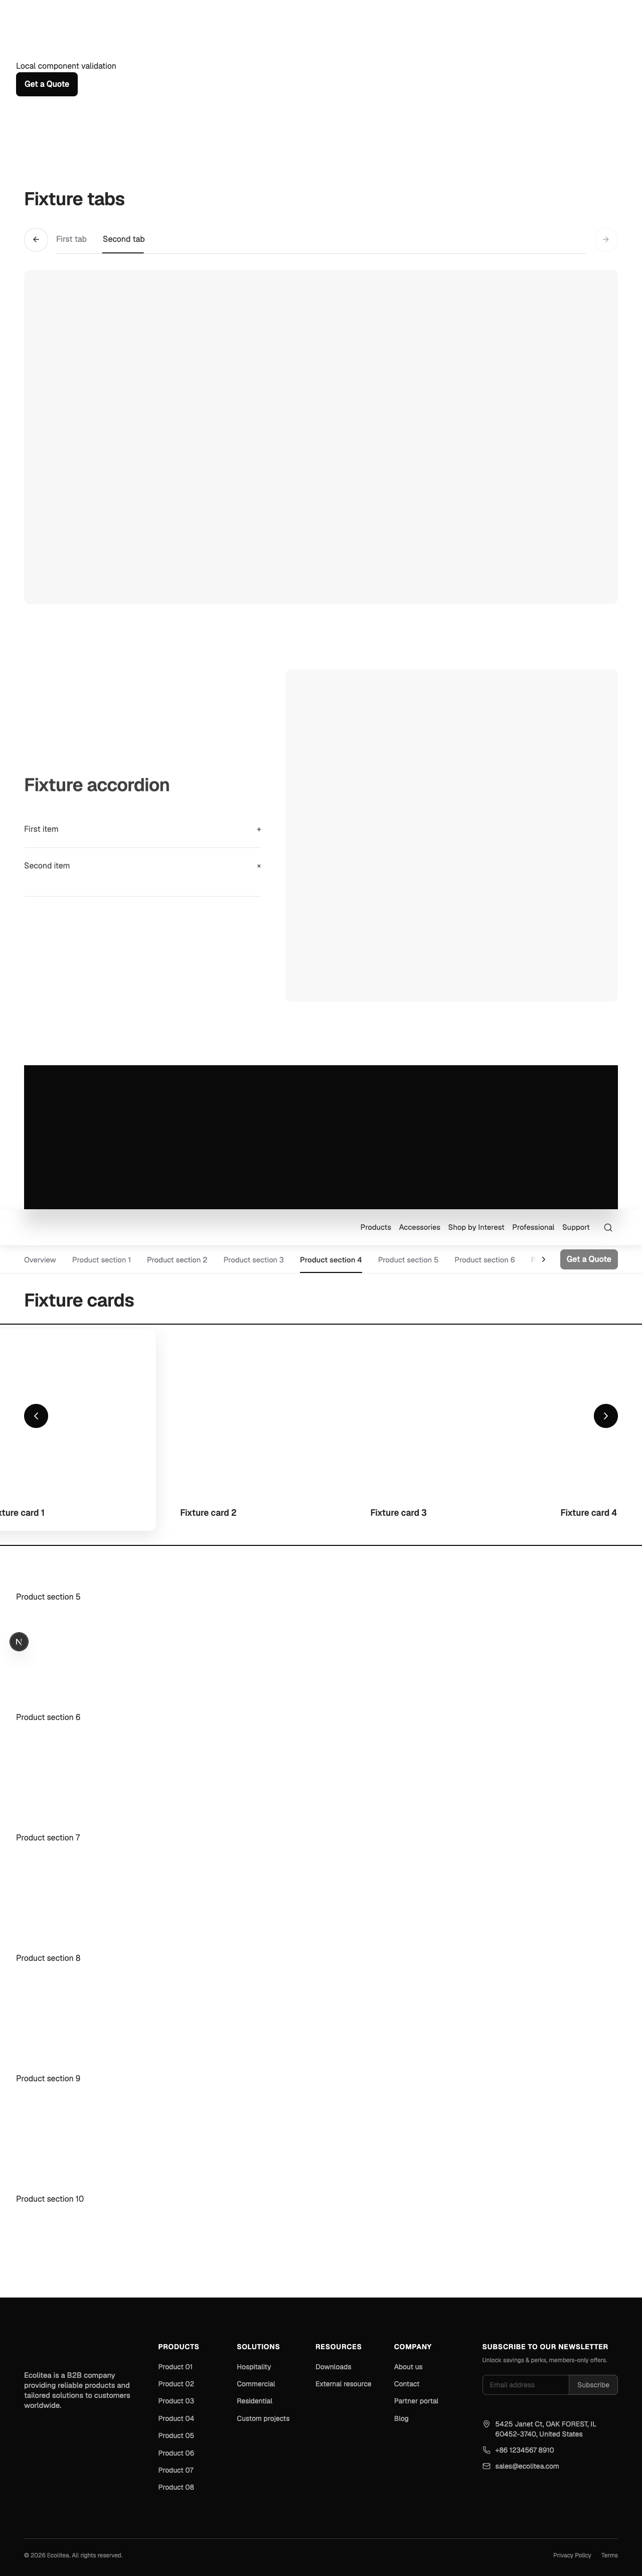 Local component validation
Get a Quote
Fixture tabs
First tab
Second tab
Fixture accordion
First item
Second item
Products
Accessories
Shop by Interest
Professional
Support
Overview
Product section 1
Product section 2
Product section 3
Product section 4
Product section 5
Product section 6
Get a Quote
Fixture cards
xture card 1
Fixture card 2
Fixture card 3
Fixture card 4
Product section 5
N
Product section 6
Product section 7
Product section 8
Product section 9
Product section 10
Ecolitea is a B2B company
providing reliable products and
tailored solutions to customers
worldwide.
PRODUCTS
Product 01
Product 02
Product 03
Product 04
Product 05
Product 06
Product 07
Product 08
SOLUTIONS
Hospitality
Commercial
Residential
Custom projects
RESOURCES
Downloads
External resource
COMPANY
About us
Contact
Partner portal
Blog
SUBSCRIBE TO OUR NEWSLETTER
Unlock savings & perks, members-only offers.
Email address
Subscribe
5425 Janet Ct, OAK FOREST, IL
60452-3740, United States
+86 1234567 8910
sales@ecolitea.com
© 2026 Ecolitea. All rights reserved.
Privacy Policy
Terms